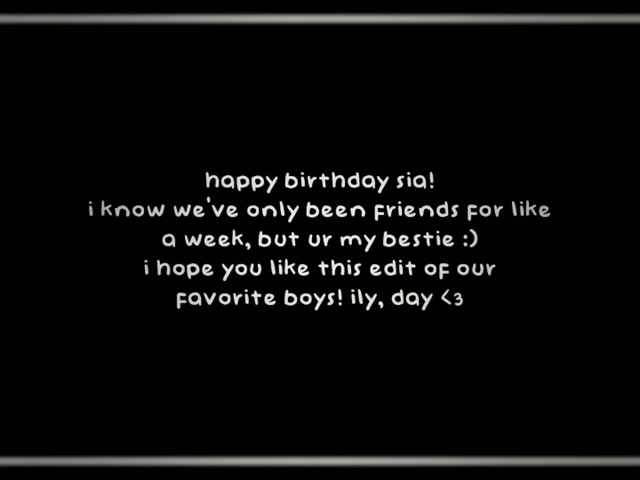 happy birthday sia!
i know we've only been friends for like
a week, but ur my bestie :)
i hope you like this edit of our
favorite boys! ily, day <3